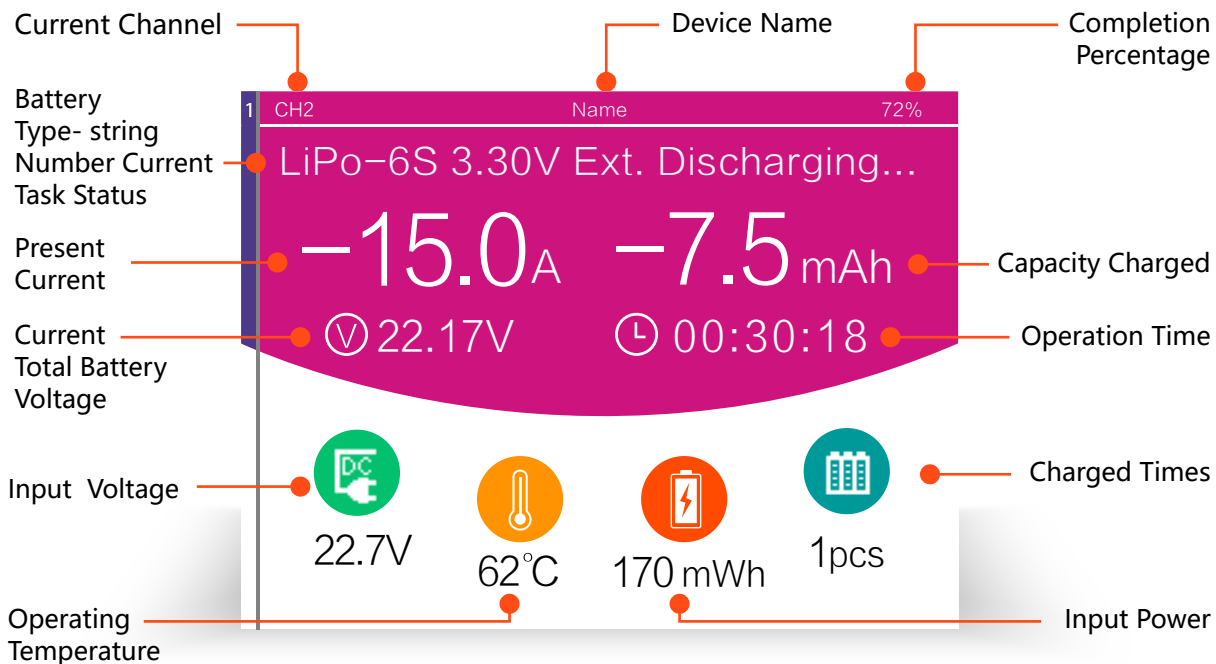 Current Channel
Device Name
Completion
Percentage
Battery
Type- string
Number Current
Task Status
1
CH2
Name
72%
LiPo-6S 3.30V Ext. Discharging...
Present
Current
-15.0A
-7.5mAh
Capacity Charged
Current
Total Battery
Voltage
V 22.17V
00:30:18
Operation Time
Input Voltage
DC
Charged Times
22.7V
62°C
170 mWh
1pcs
Operating
Temperature
Input Power